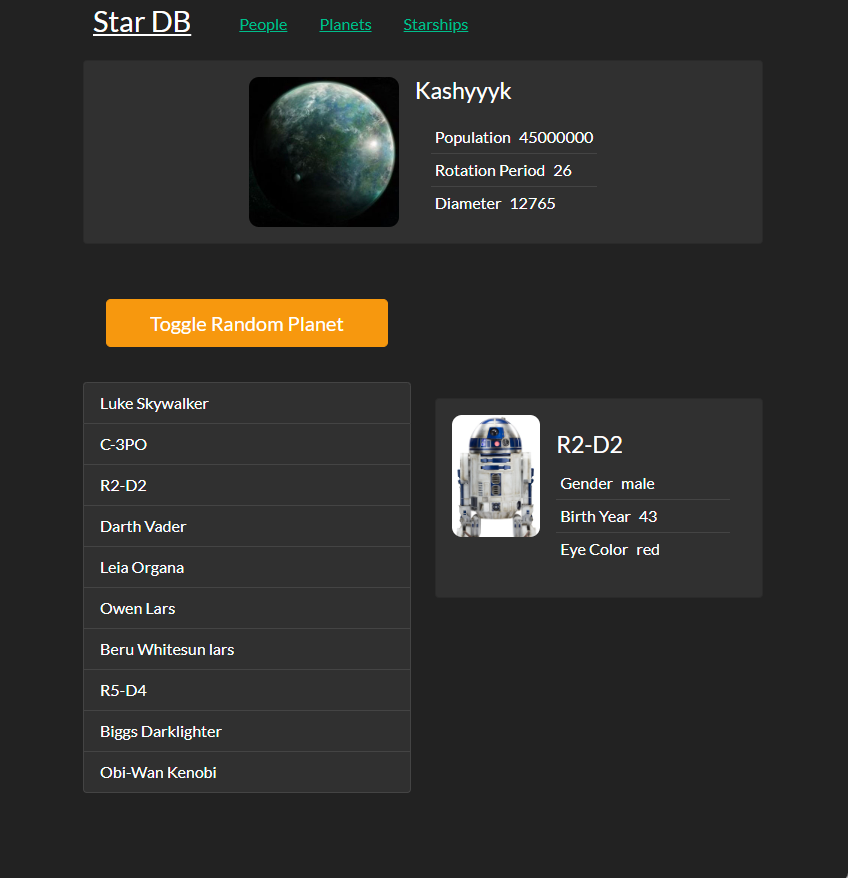 Star DB People Planets Starships
Kashyyyk
Population 45000000
Rotation Period 26
Diameter 12765
Toggle Random Planet
Luke Skywalker
C-3PO
R2-D2
Darth Vader
Leia Organa
Owen Lars
Beru Whitesun lars
R5-D4
Biggs Darklighter
Obi-Wan Kenobi
R2-D2
Gender male
Birth Year 43
Eye Color red